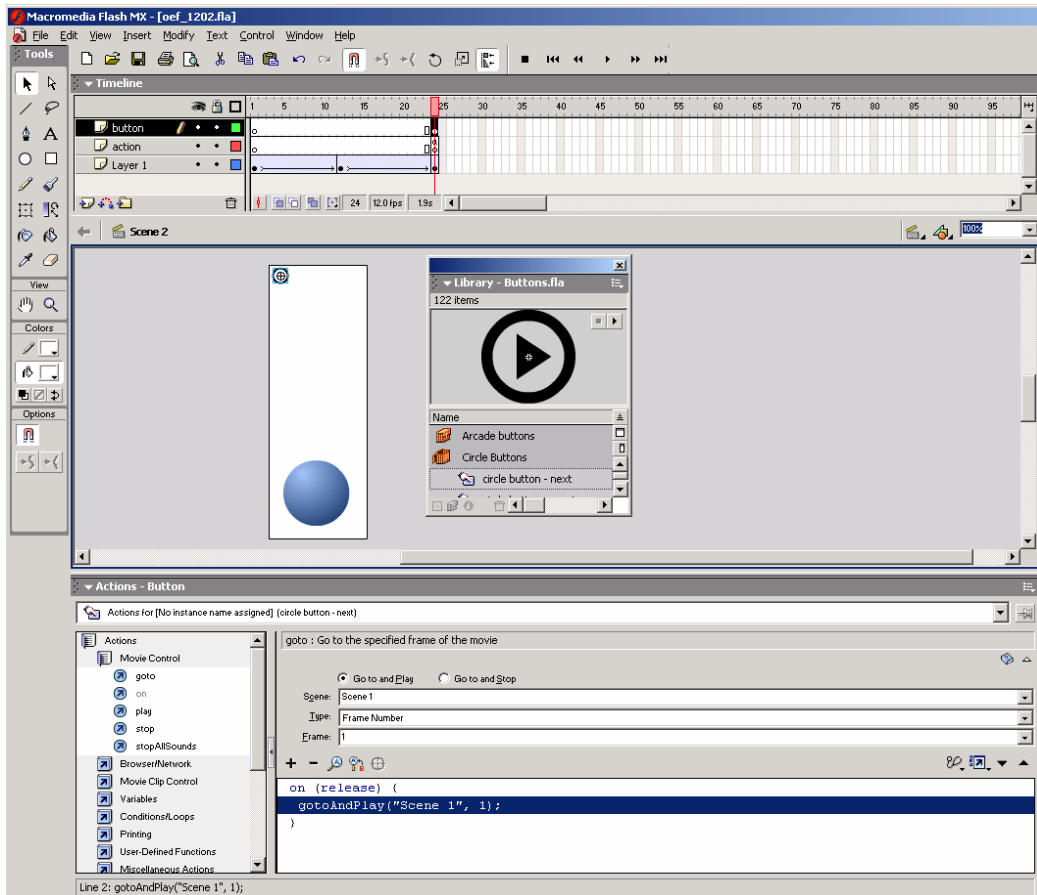 Macromedia Flash MX - [oef_1202.fla]
File Edit View Insert Modify Text Control Window Help
Tools
View
Colors
Options
Timeline
1 5 10 15 20 25 30 35 40 45 50 55 60 65 70 75 80 85 90 95
button
action
Layer 1
24 12.0 fps 1.9s
Scene 2
100%
Library - Buttons.fla
122 items
Name
Arcade buttons
Circle Buttons
circle button - next
Actions - Button
Actions for [No instance name assigned] (circle button - next)
Actions
Movie Control
goto
on
play
stop
stopAllSounds
Browser/Network
Movie Clip Control
Variables
Conditions/Loops
Printing
User-Defined Functions
Miscellaneous Actions
goto : Go to the specified frame of the movie
Go to and Play Go to and Stop
Scene: Scene 1
Type: Frame Number
Frame: 1
on (release) {
gotoAndPlay("Scene 1", 1);
}
Line 2: gotoAndPlay("Scene 1", 1);